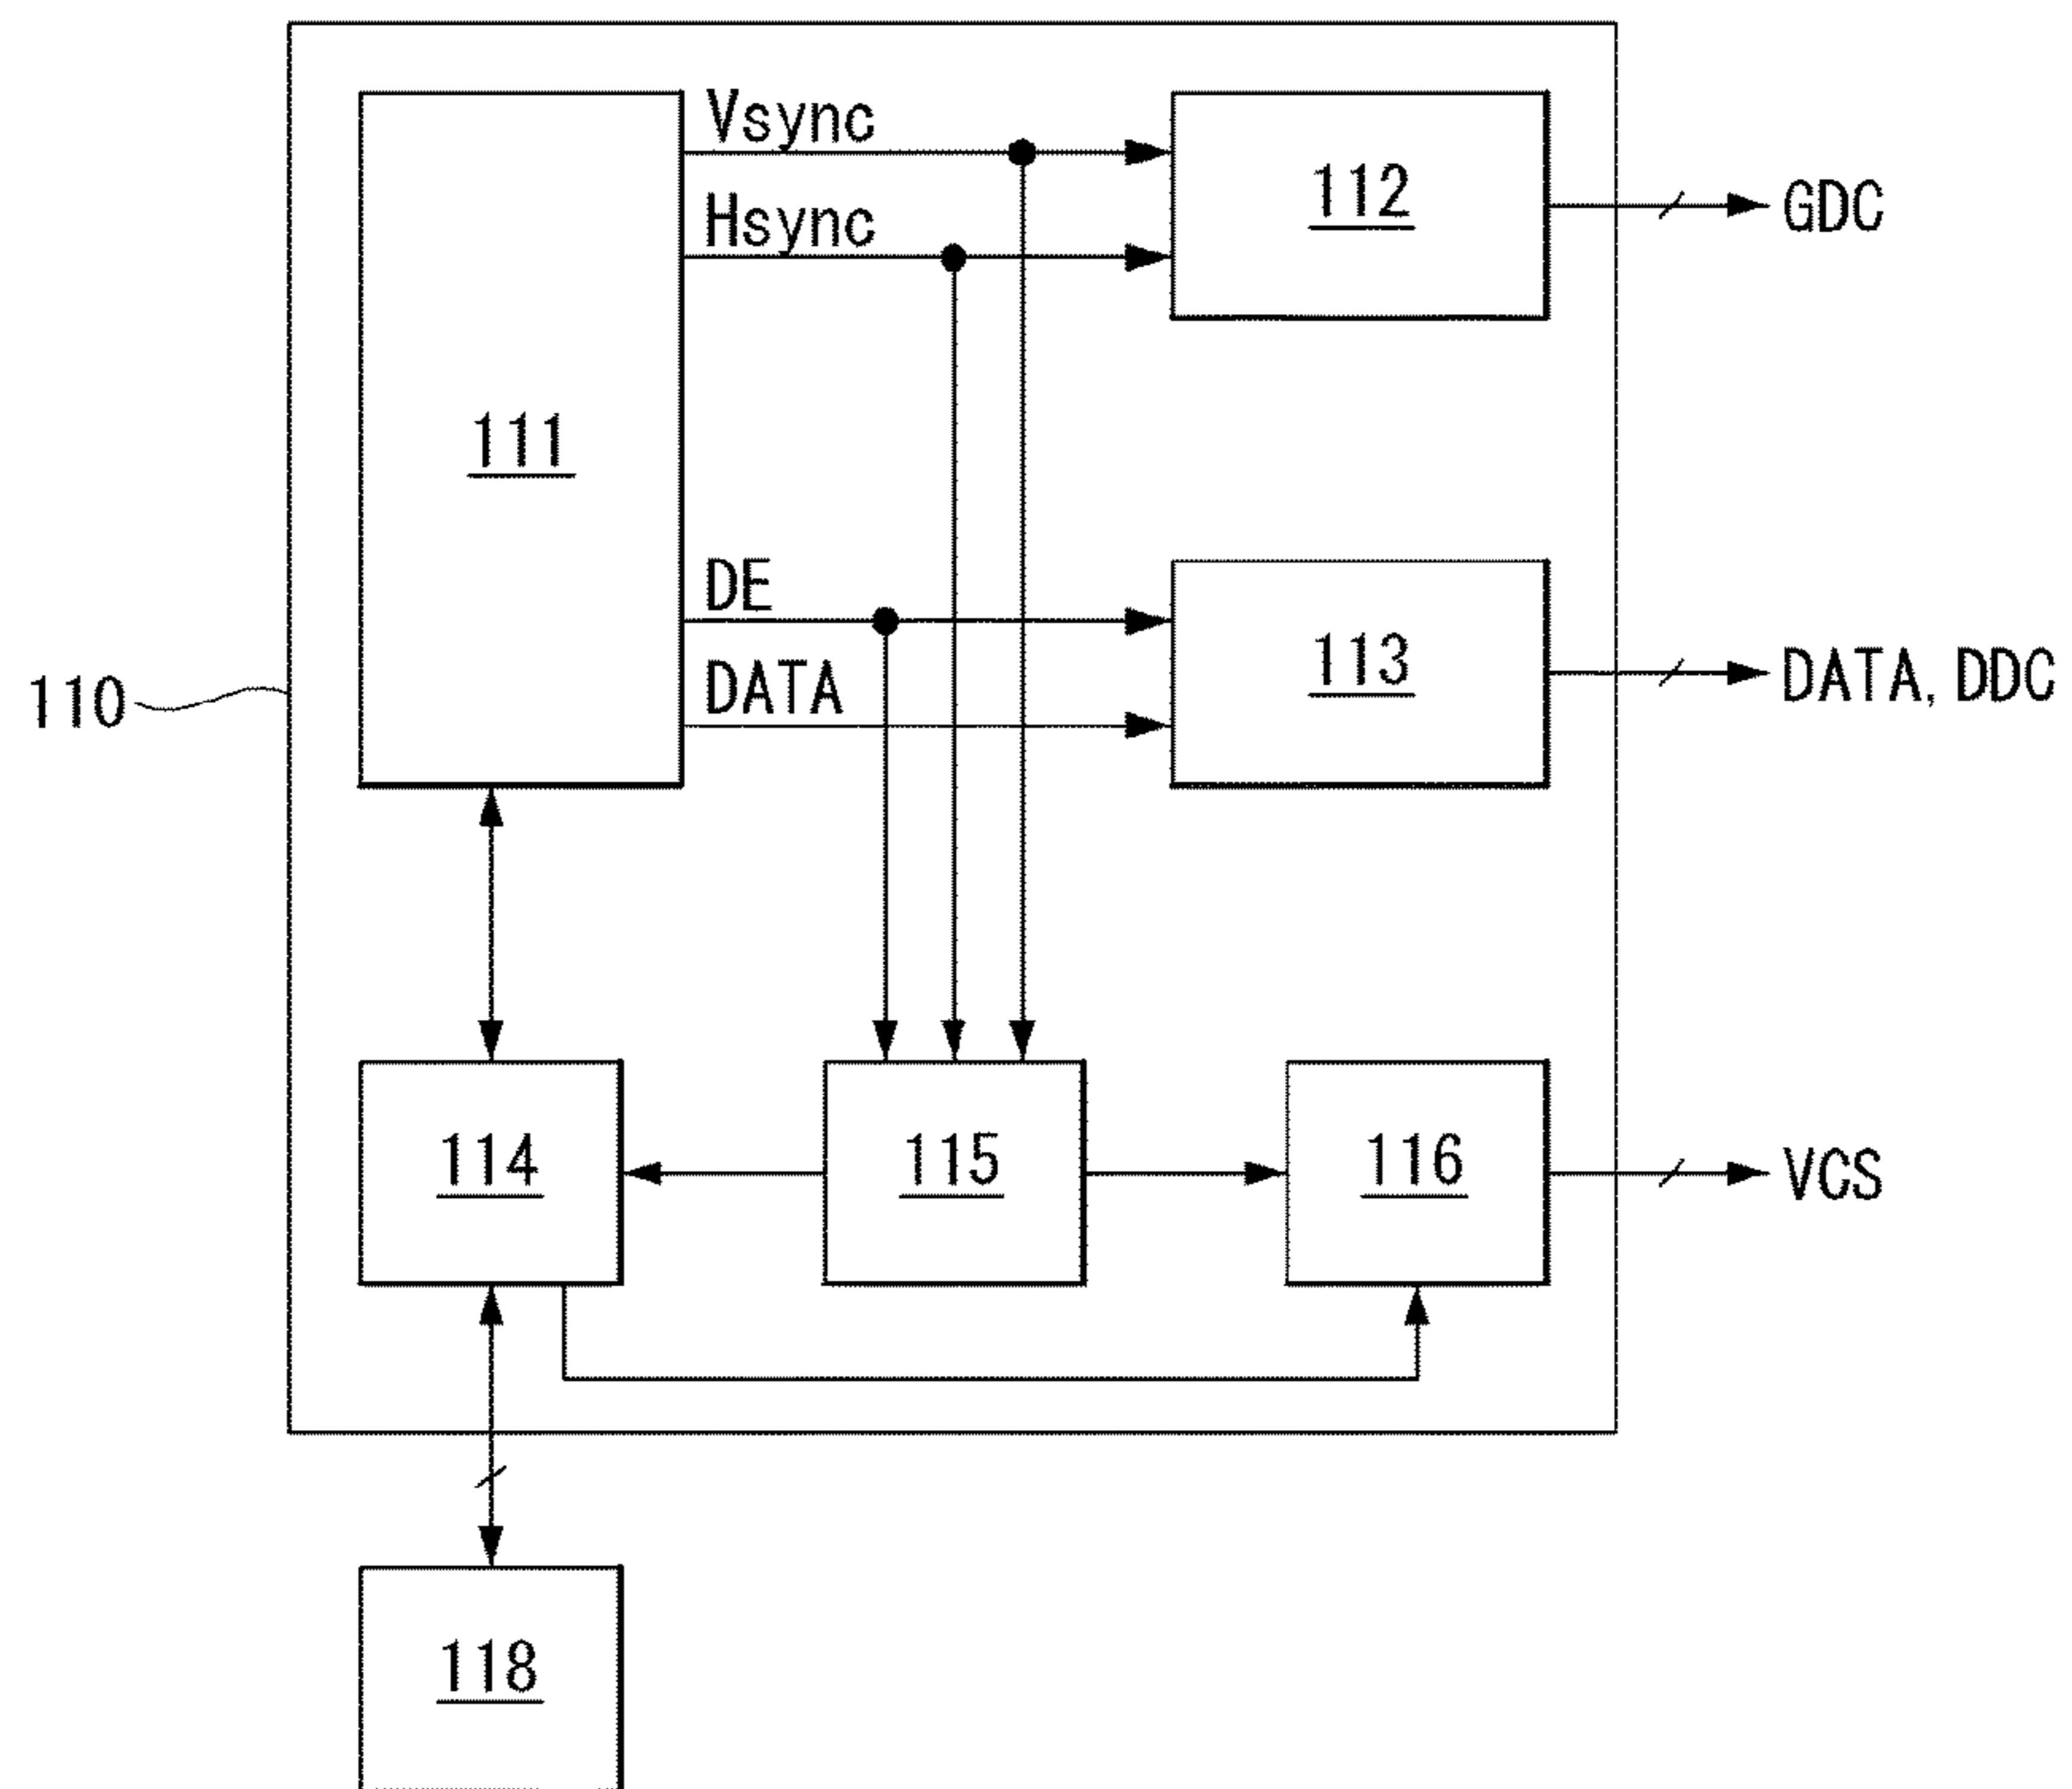 Vsync
Hsync
112
GDC
111
DE
DATA
113
DATA, DDC
110
114
115
116
VCS
118